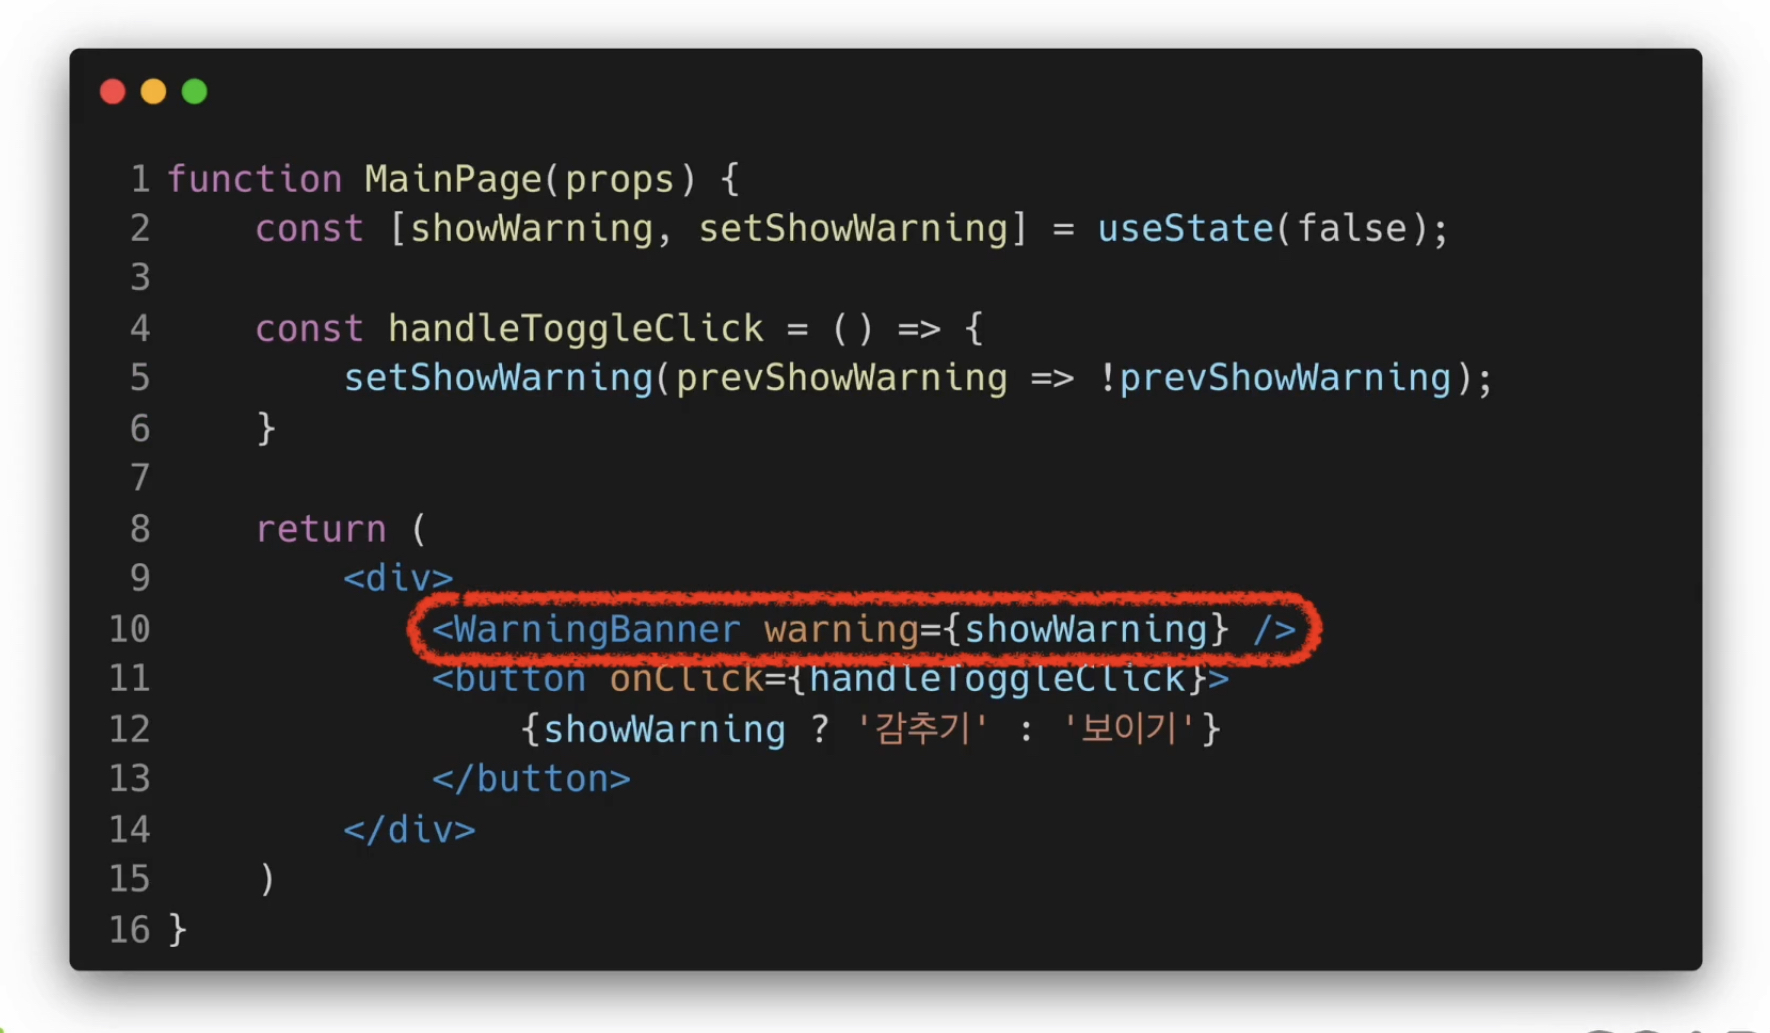 1 function MainPage(props) {
2     const [showWarning, setShowWarning] = useState(false);
3
4     const handleToggleClick = () => {
5         setShowWarning(prevShowWarning => !prevShowWarning);
6     }
7
8     return (
9         <div>
10             <WarningBanner warning={showWarning} />
11             <button onClick={handleToggleClick}>
12                 {showWarning ? '감추기' : '보이기'}
13             </button>
14         </div>
15     )
16 }